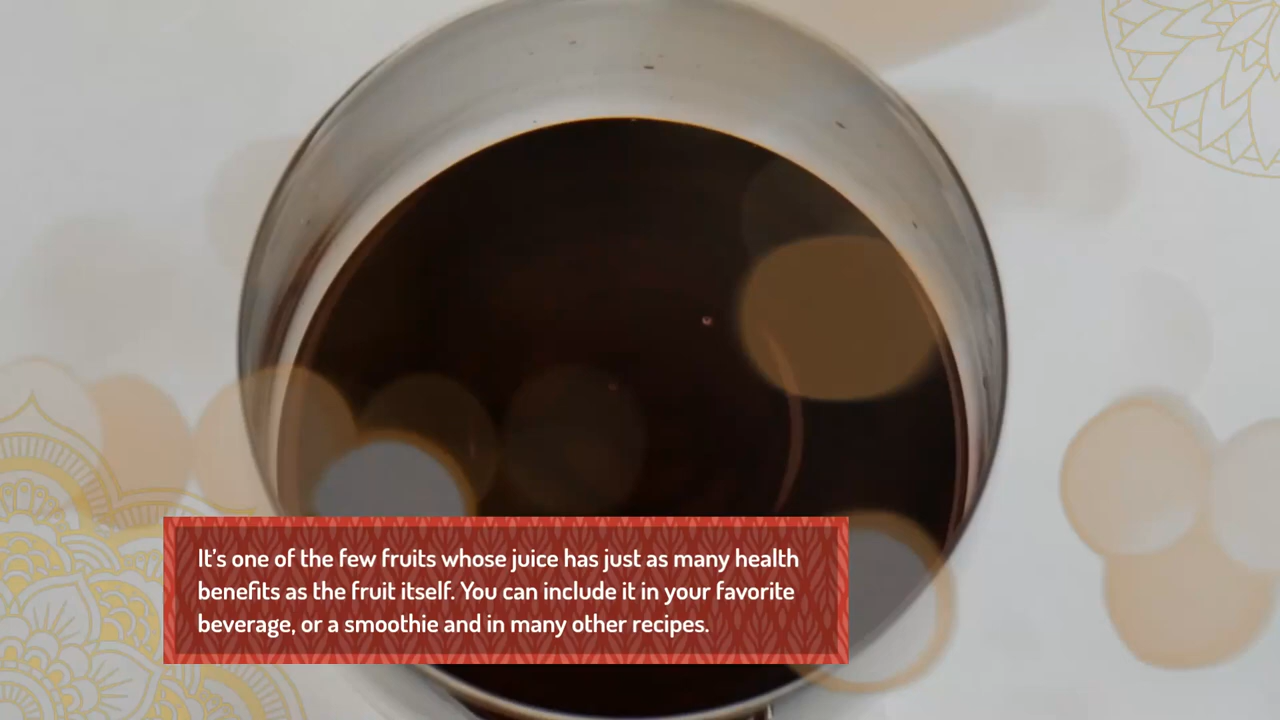 It’s one of the few fruits whose juice has just as many health
benefits as the fruit itself. You can include it in your favorite
beverage, or a smoothie and in many other recipes.